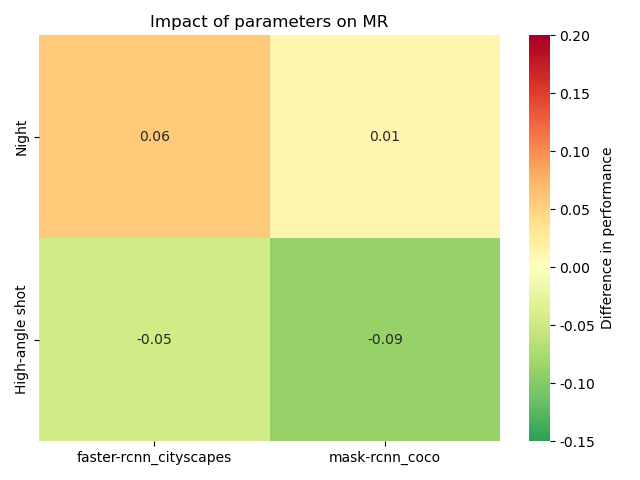 Impact of parameters on MR
Night
High-angle shot
0.06
0.01
-0.05
-0.09
faster-rcnn_cityscapes
mask-rcnn_coco
0.20
0.15
0.10
0.05
0.00
-0.05
-0.10
-0.15
Difference in performance